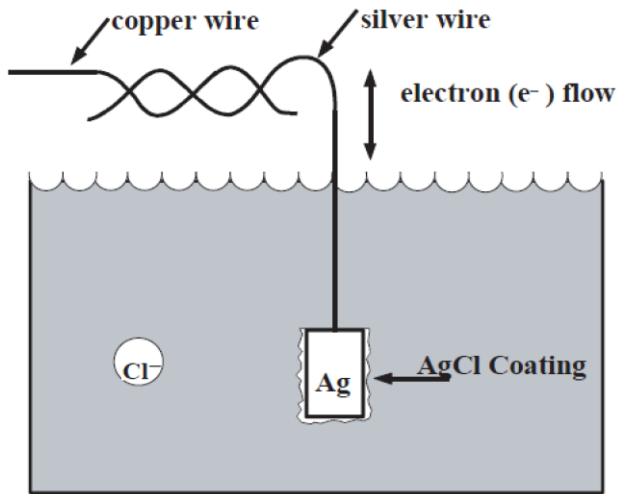 copper wire
silver wire
electron (e⁻ ) flow
Cl⁻
Ag
AgCl Coating